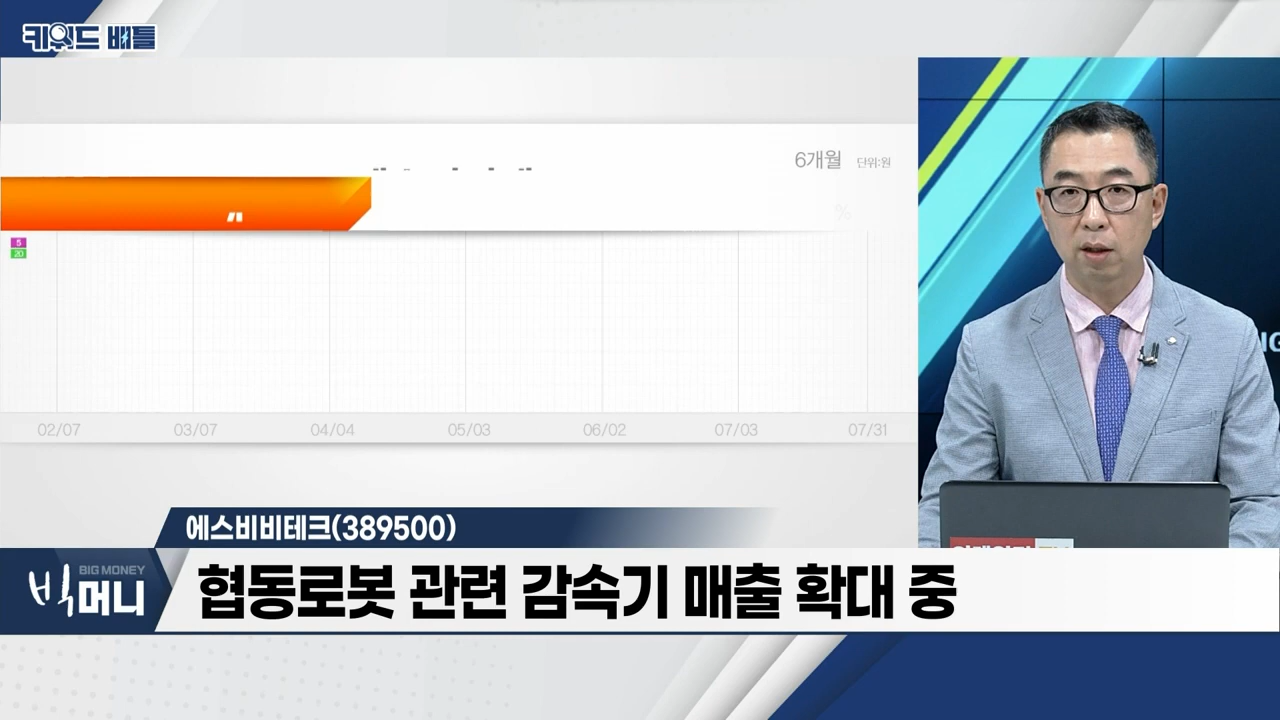 키워드 배틀
6개월 단위:원
%
5
20
02/07 03/07 04/04 05/03 06/02 07/03 07/31
에스비비테크(389500)
BIG MONEY
빅머니
협동로봇 관련 감속기 매출 확대 중